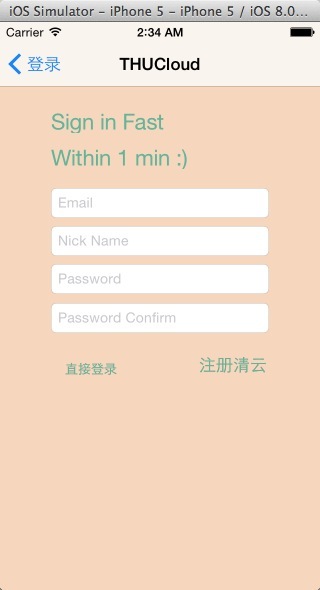 iOS Simulator - iPhone 5 - iPhone 5 / iOS 8.0...
Carrier 2:34 AM
登录 THUCloud
Sign in Fast
Within 1 min :)
Email
Nick Name
Password
Password Confirm
直接登录 注册清云